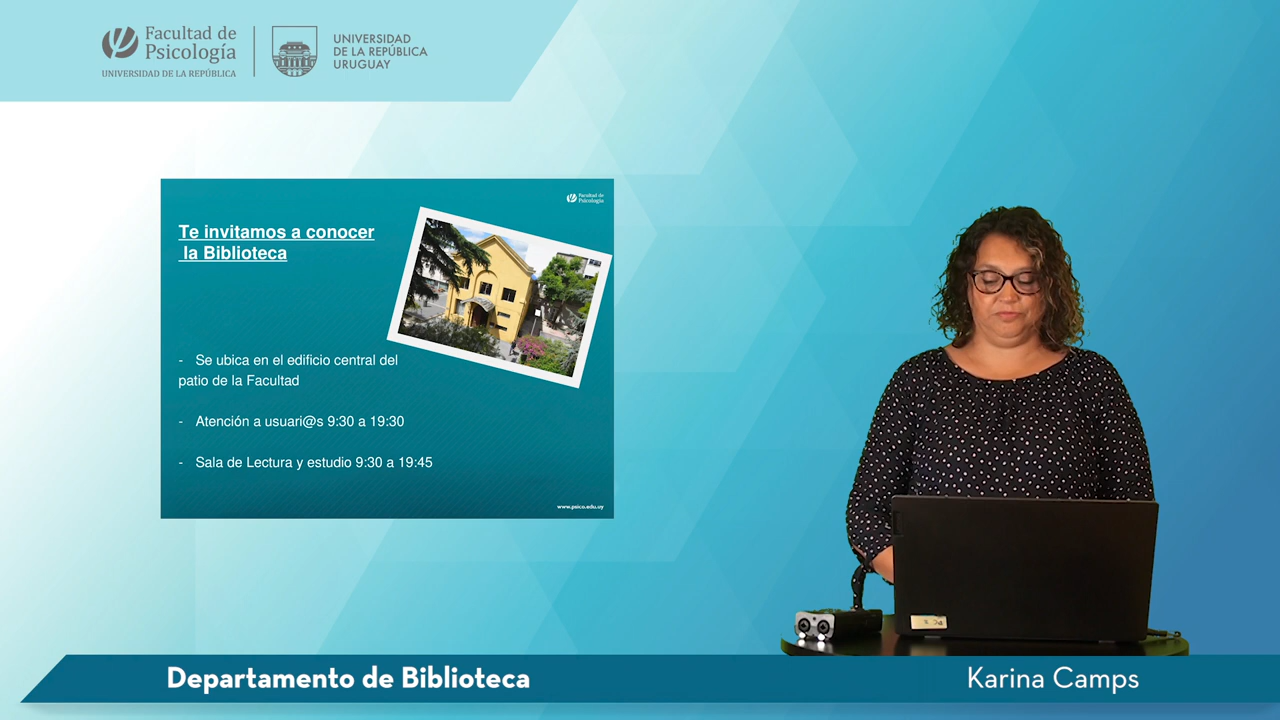 Facultad de
Psicología
UNIVERSIDAD DE LA REPÚBLICA
UNIVERSIDAD
DE LA REPÚBLICA
URUGUAY
Facultad de
Psicología
Te invitamos a conocer
la Biblioteca
- Se ubica en el edificio central del
patio de la Facultad
- Atención a usuari@s 9:30 a 19:30
- Sala de Lectura y estudio 9:30 a 19:45
www.psico.edu.uy
Departamento de Biblioteca
Karina Camps